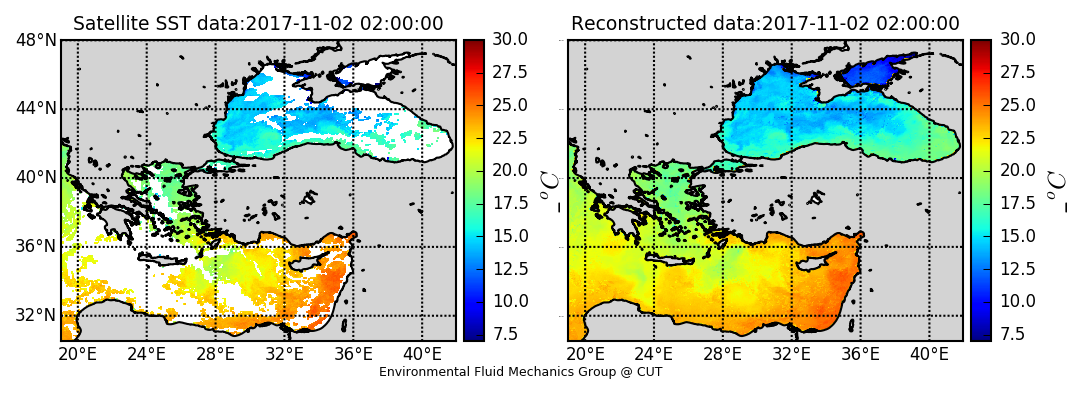 Satellite SST data:2017-11-02 02:00:00
48°N
44°N
40°N
36°N
32°N
20°E 24°E 28°E 32°E 36°E 40°E
30.0
27.5
25.0
22.5
20.0
17.5
15.0
12.5
10.0
7.5
_ °C
Reconstructed data:2017-11-02 02:00:00
20°E 24°E 28°E 32°E 36°E 40°E
30.0
27.5
25.0
22.5
20.0
17.5
15.0
12.5
10.0
7.5
_ °C
Environmental Fluid Mechanics Group @ CUT